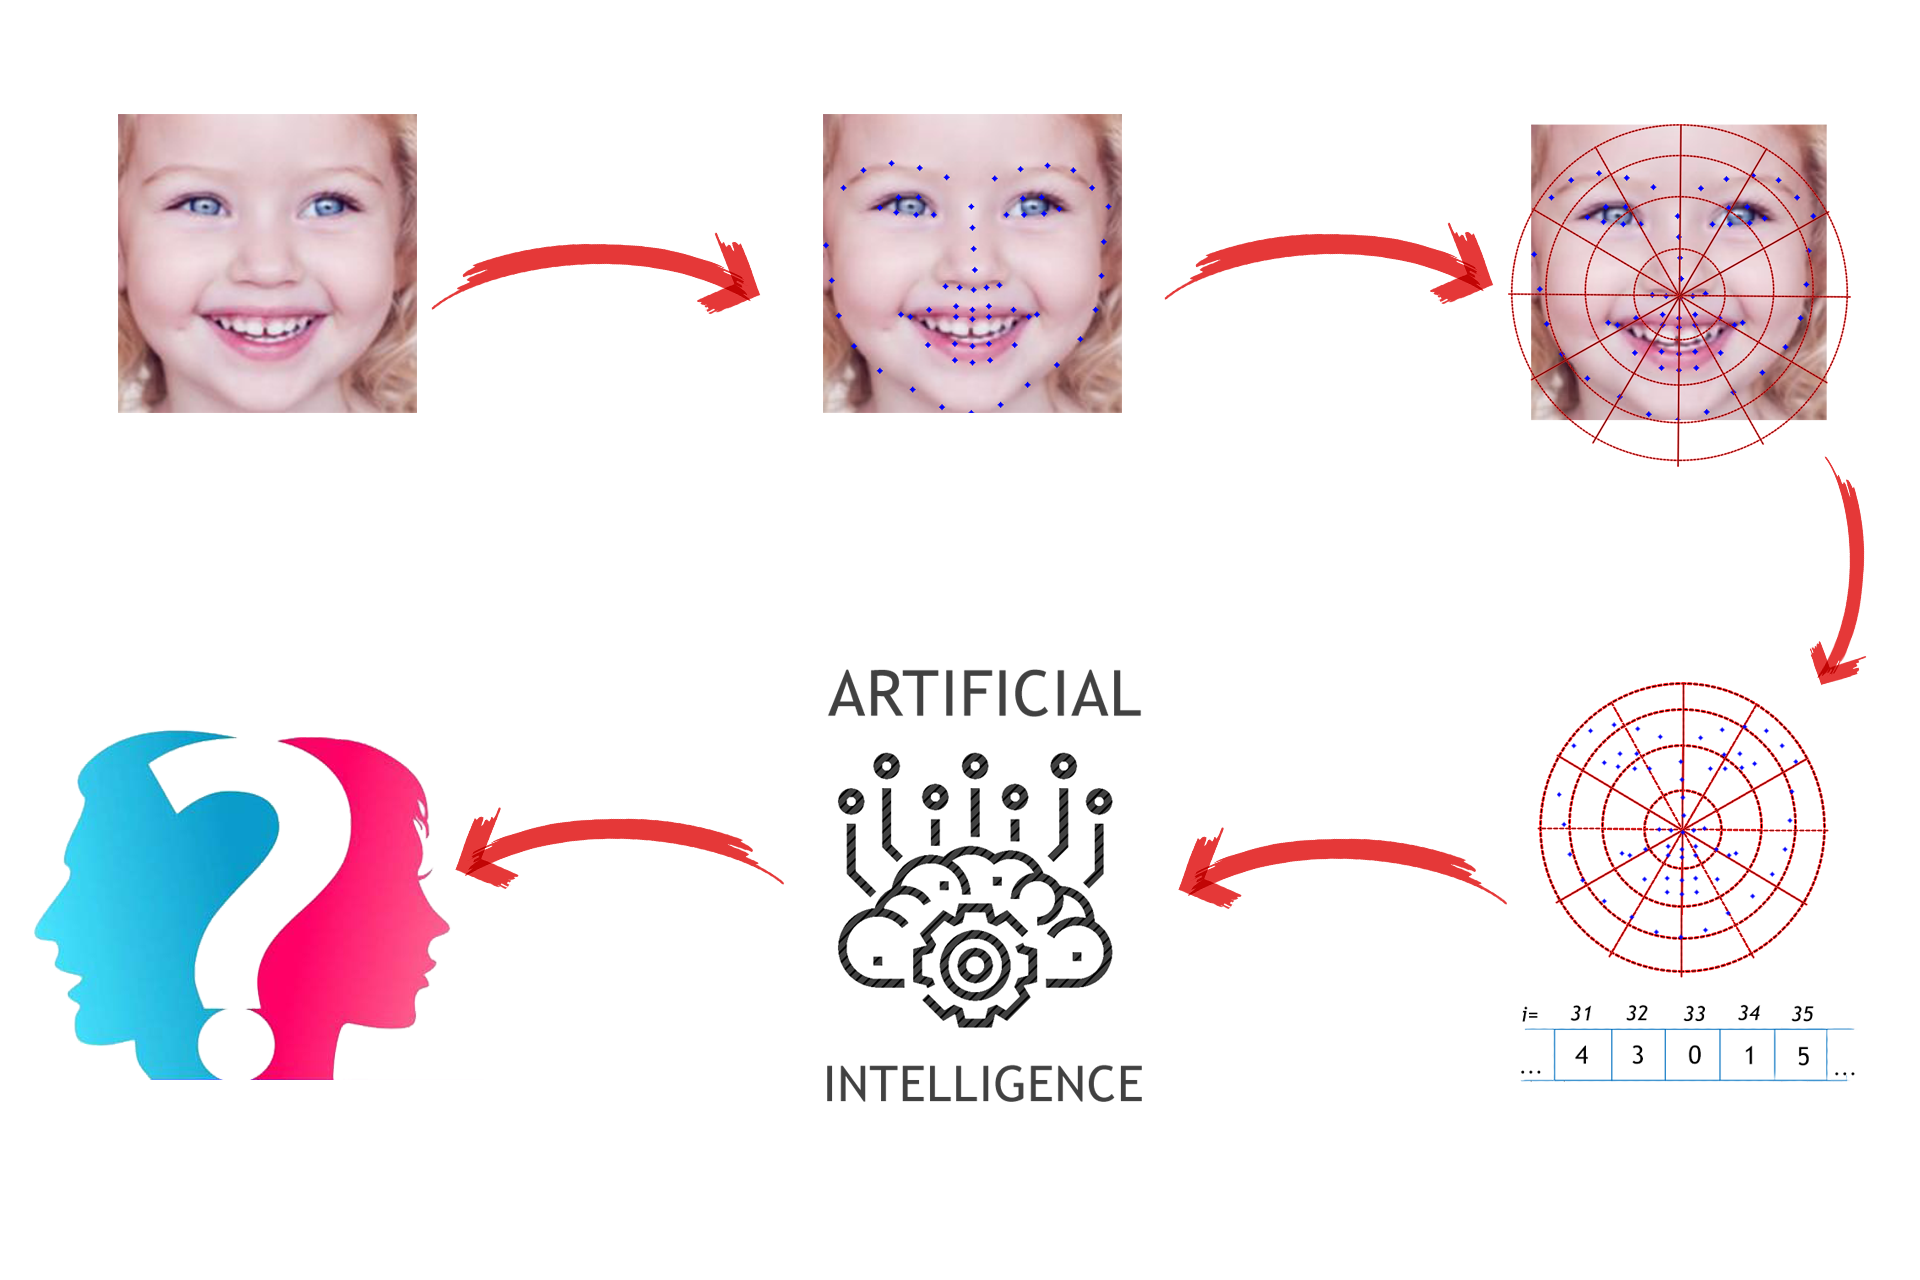 ARTIFICIAL
INTELLIGENCE
i= 31 32 33 34 35
... 4 3 0 1 5 ...